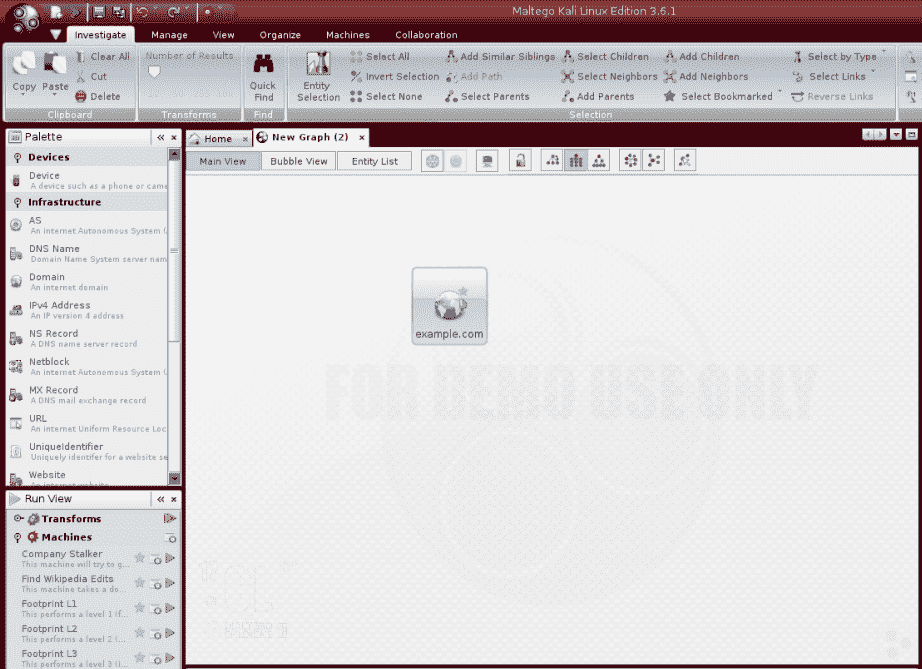 Maltego Kali Linux Edition 3.6.1
Investigate Manage View Organize Machines Collaboration
Copy Paste
Clear All
Cut
Delete
Clipboard
Number of Results
Transforms
Quick Find
Find
Entity Selection
Select All
Invert Selection
Select None
Add Similar Siblings
Add Path
Select Parents
Select Children
Select Neighbors
Add Parents
Add Children
Add Neighbors
Select Bookmarked
Select by Type
Select Links
Reverse Links
Selection
Palette
Devices
Device
A device such as a phone or came
Infrastructure
AS
An internet Autonomous System (
DNS Name
Domain Name System server nam
Domain
An internet domain
IPv4 Address
An IP version 4 address
NS Record
A DNS name server record
Netblock
An internet Autonomous System (
MX Record
A DNS mail exchange record
URL
An internet Uniform Resource Loc
UniqueIdentifier
Uniquely identifer for a website se
Website
An internet website
Run View
Transforms
Machines
Company Stalker
This machine will try to g...
Find Wikipedia Edits
This machine takes a do...
Footprint L1
This performs a level 1 (f...
Footprint L2
This performs a level 2 (...
Footprint L3
This performs a level 3 (I...
Home
New Graph (2)
Main View Bubble View Entity List
example.com
FOR DEMO USE ONLY